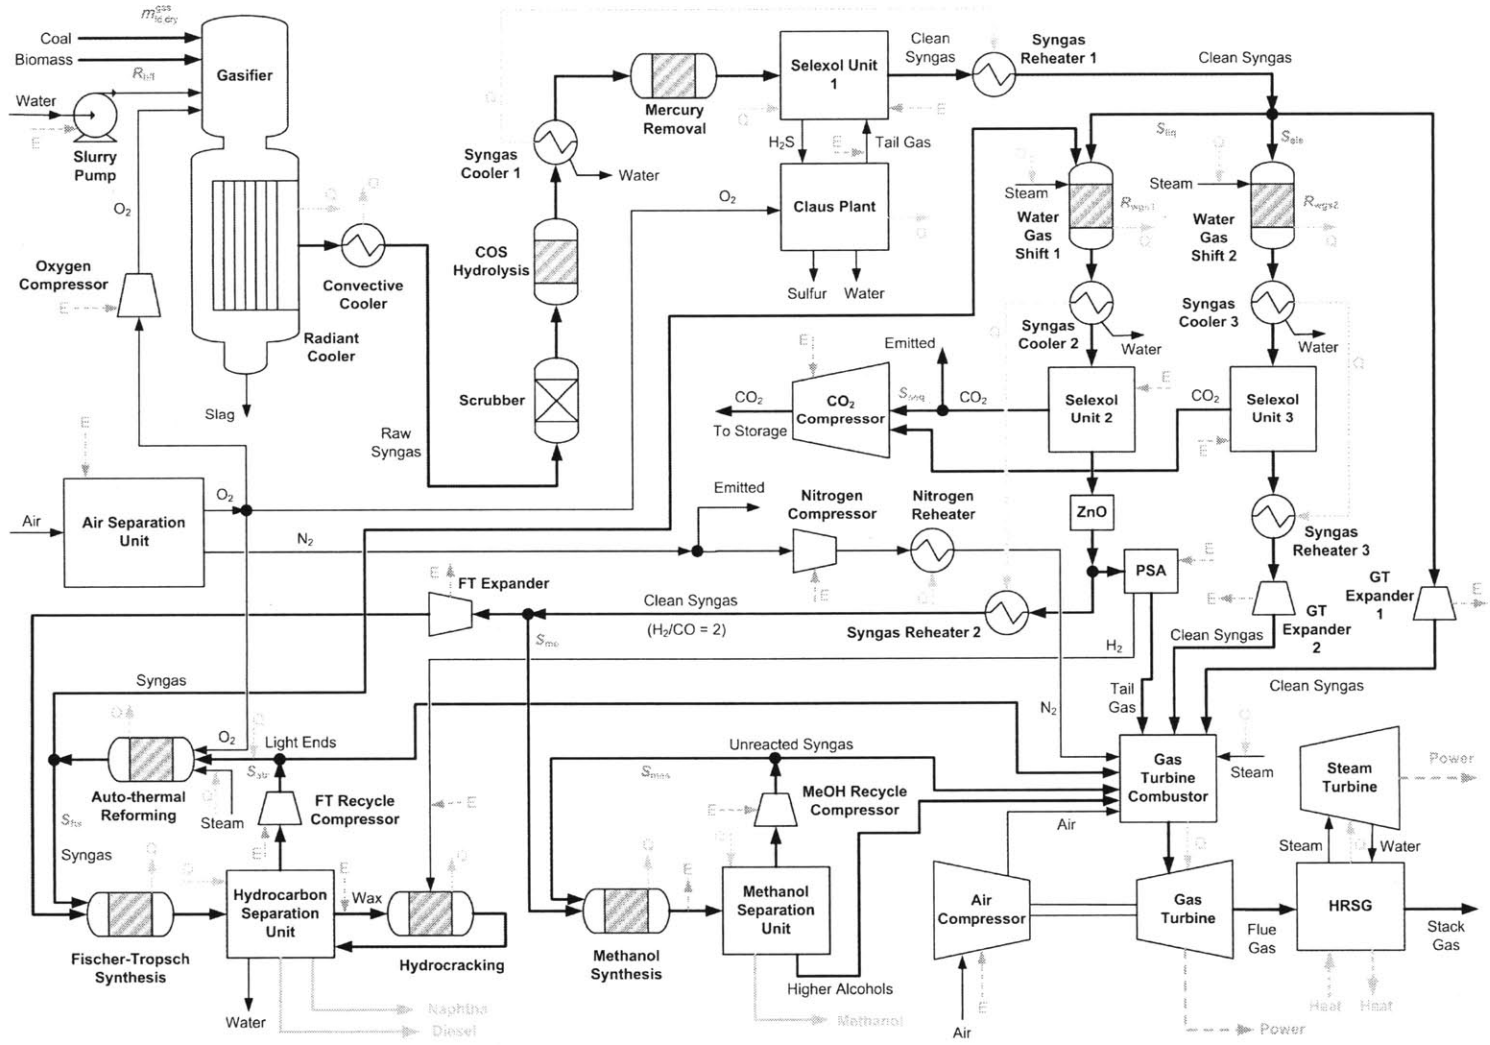 m_fd,dry^gas
Coal
Biomass
Water
E
Slurry
Pump
Gasifier
O₂
Oxygen
Compressor
E
Q
Q
Convective
Cooler
Radiant
Cooler
Slag
Raw
Syngas
E
Air
Air Separation
Unit
O₂
N₂
Scrubber
COS
Hydrolysis
Syngas
Cooler 1
Water
Q
Mercury
Removal
Selexol Unit
1
Q
E
H₂S
E
Tail Gas
O₂
Claus Plant
Q
Sulfur
Water
Clean
Syngas
Syngas
Reheater 1
Clean Syngas
S_liq
S_ele
Q
Steam
Water
Gas
Shift 1
R_wgs1
Q
Q
Steam
Water
Gas
Shift 2
R_wgs2
Q
Syngas
Cooler 2
Water
Syngas
Cooler 3
Water
Q
Q
Emitted
E
CO₂
To Storage
CO₂
Compressor
S_seq
CO₂
Selexol
Unit 2
E
CO₂
Selexol
Unit 3
E
Emitted
Nitrogen
Compressor
E
Nitrogen
Reheater
Q
ZnO
PSA
E
Syngas
Reheater 3
E
GT
Expander
2
GT
Expander
1
E
FT Expander
E
Clean Syngas
(H₂/CO = 2)
Syngas Reheater 2
H₂
Clean Syngas
Clean Syngas
Tail
Gas
N₂
Syngas
Q
O₂
Q
Light Ends
Auto-thermal
Reforming
Q
Steam
FT Recycle
Compressor
E
Syngas
Q
Fischer-Tropsch
Synthesis
Q
Hydrocarbon
Separation
Unit
E
Wax
E
Q
Hydrocracking
Water
Naphtha
Diesel
Unreacted Syngas
MeOH Recycle
Compressor
E
Q
Methanol
Synthesis
E
Q
Methanol
Separation
Unit
Higher Alcohols
Methanol
Gas
Turbine
Combustor
Q
Steam
Air
Air
Compressor
Air
E
Q
Gas
Turbine
Power
Flue
Gas
HRSG
Heat
Heat
Stack
Gas
Steam
Q
Water
Steam
Turbine
Power